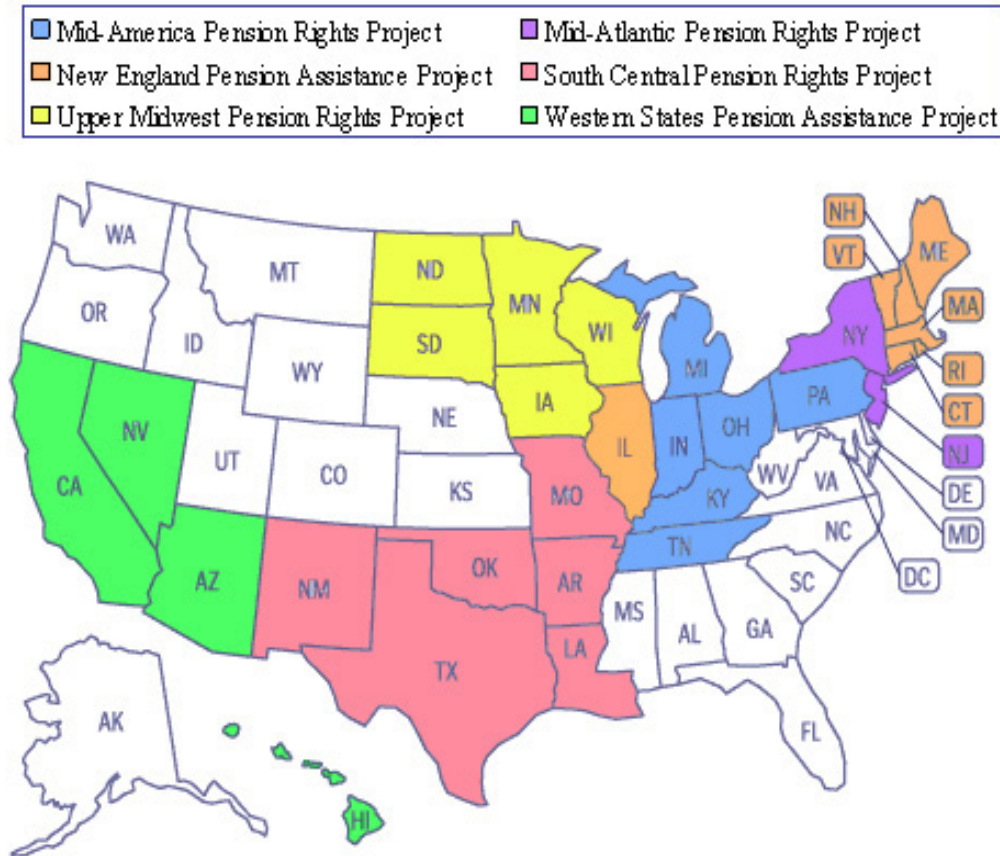 Mid-America Pension Rights Project
Mid-Atlantic Pension Rights Project
New England Pension Assistance Project
South Central Pension Rights Project
Upper Midwest Pension Rights Project
Western States Pension Assistance Project
WA
MT
ND
MN
NH
ME
VT
OR
ID
SD
WI
MA
WY
MI
NY
RI
NE
IA
PA
CT
NV
UT
CO
IL
IN
OH
NJ
CA
KS
MO
KY
WV
VA
DE
AZ
NM
OK
AR
TN
NC
MD
DC
TX
LA
MS
AL
GA
SC
AK
FL
HI